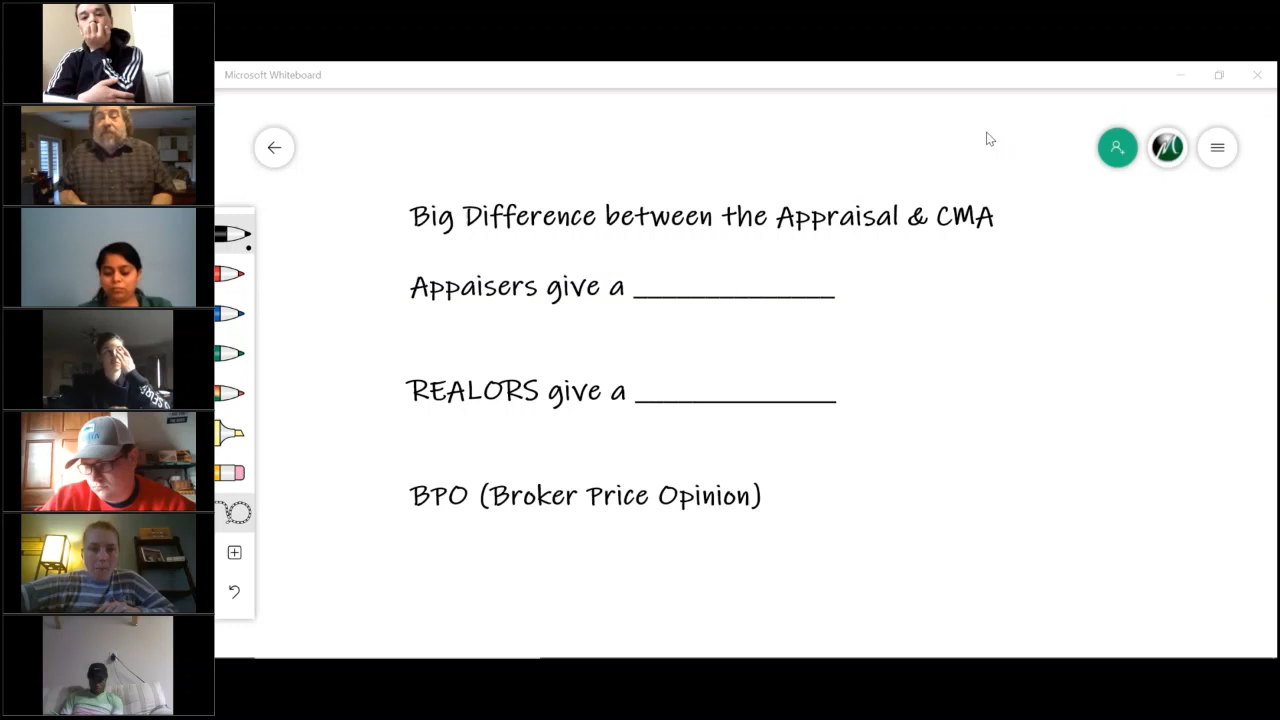 Microsoft Whiteboard
Big Difference between the Appraisal & CMA
Appaisers give a ______________
REALORS give a ______________
BPO (Broker Price Opinion)